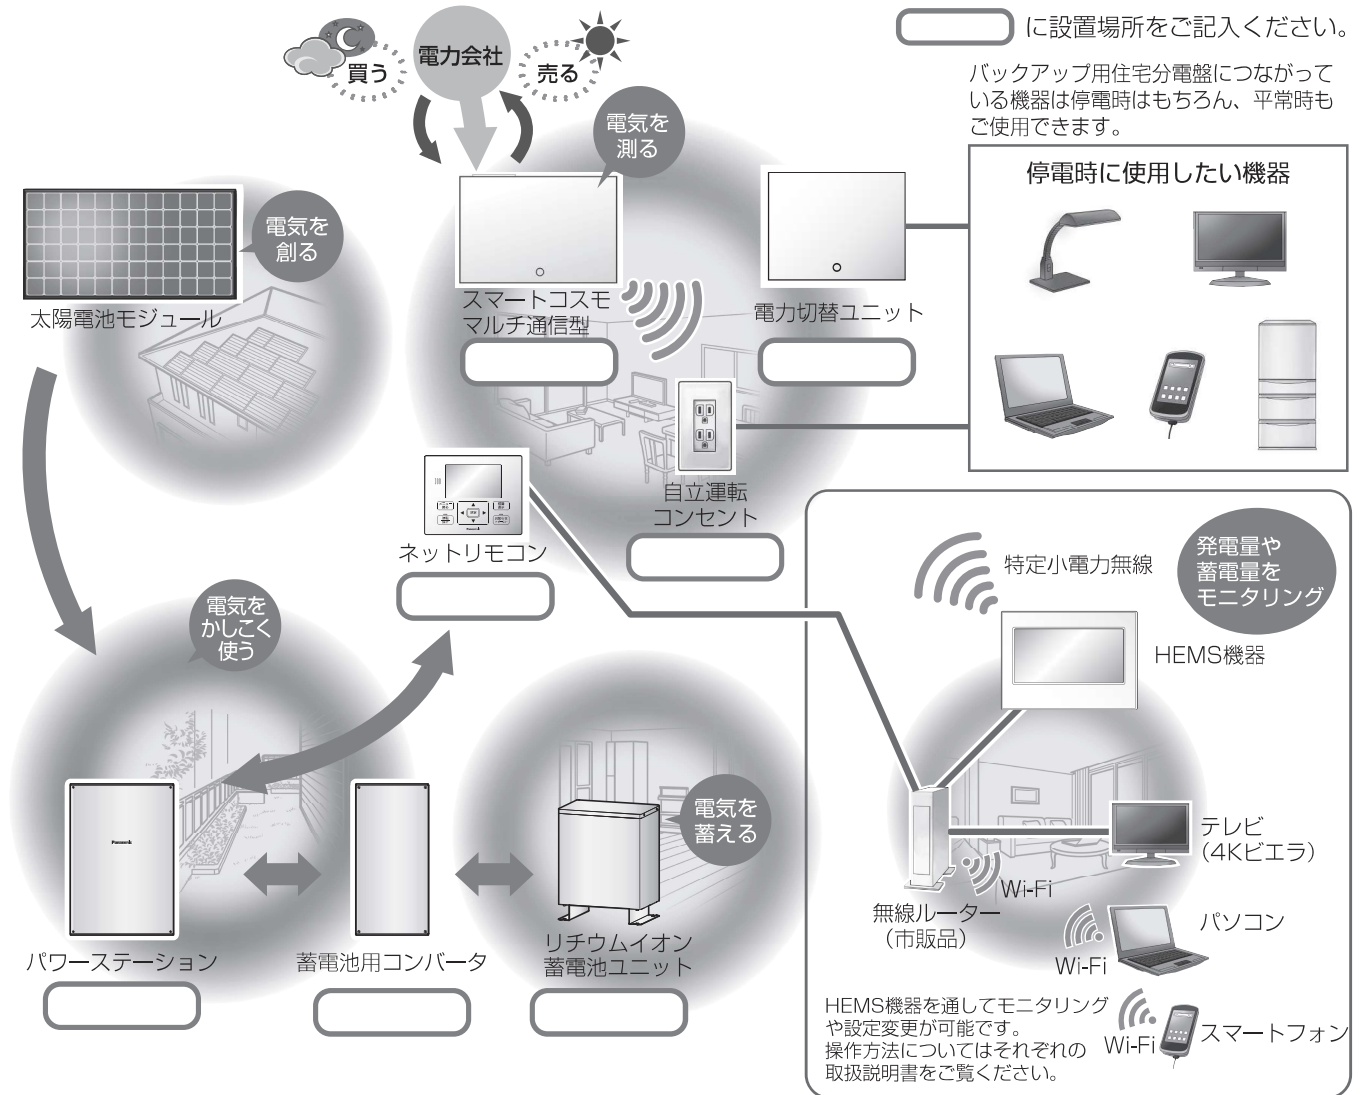 に設置場所をご記入ください。
買う
電力会社
売る
バックアップ用住宅分電盤につながって
いる機器は停電時はもちろん、平常時も
ご使用できます。
電気を
測る
停電時に使用したい機器
電気を
創る
太陽電池モジュール
スマートコスモ
マルチ通信型
電力切替ユニット
自立運転
コンセント
ネットリモコン
特定小電力無線
発電量や
蓄電量を
モニタリング
HEMS機器
電気を
かしこく
使う
電気を
蓄える
Panasonic
パワーステーション
蓄電池用コンバータ
リチウムイオン
蓄電池ユニット
無線ルーター
（市販品）
Wi-Fi
テレビ
（4Kビエラ）
パソコン
Wi-Fi
スマートフォン
Wi-Fi
HEMS機器を通してモニタリング
や設定変更が可能です。
操作方法についてはそれぞれの
取扱説明書をご覧ください。